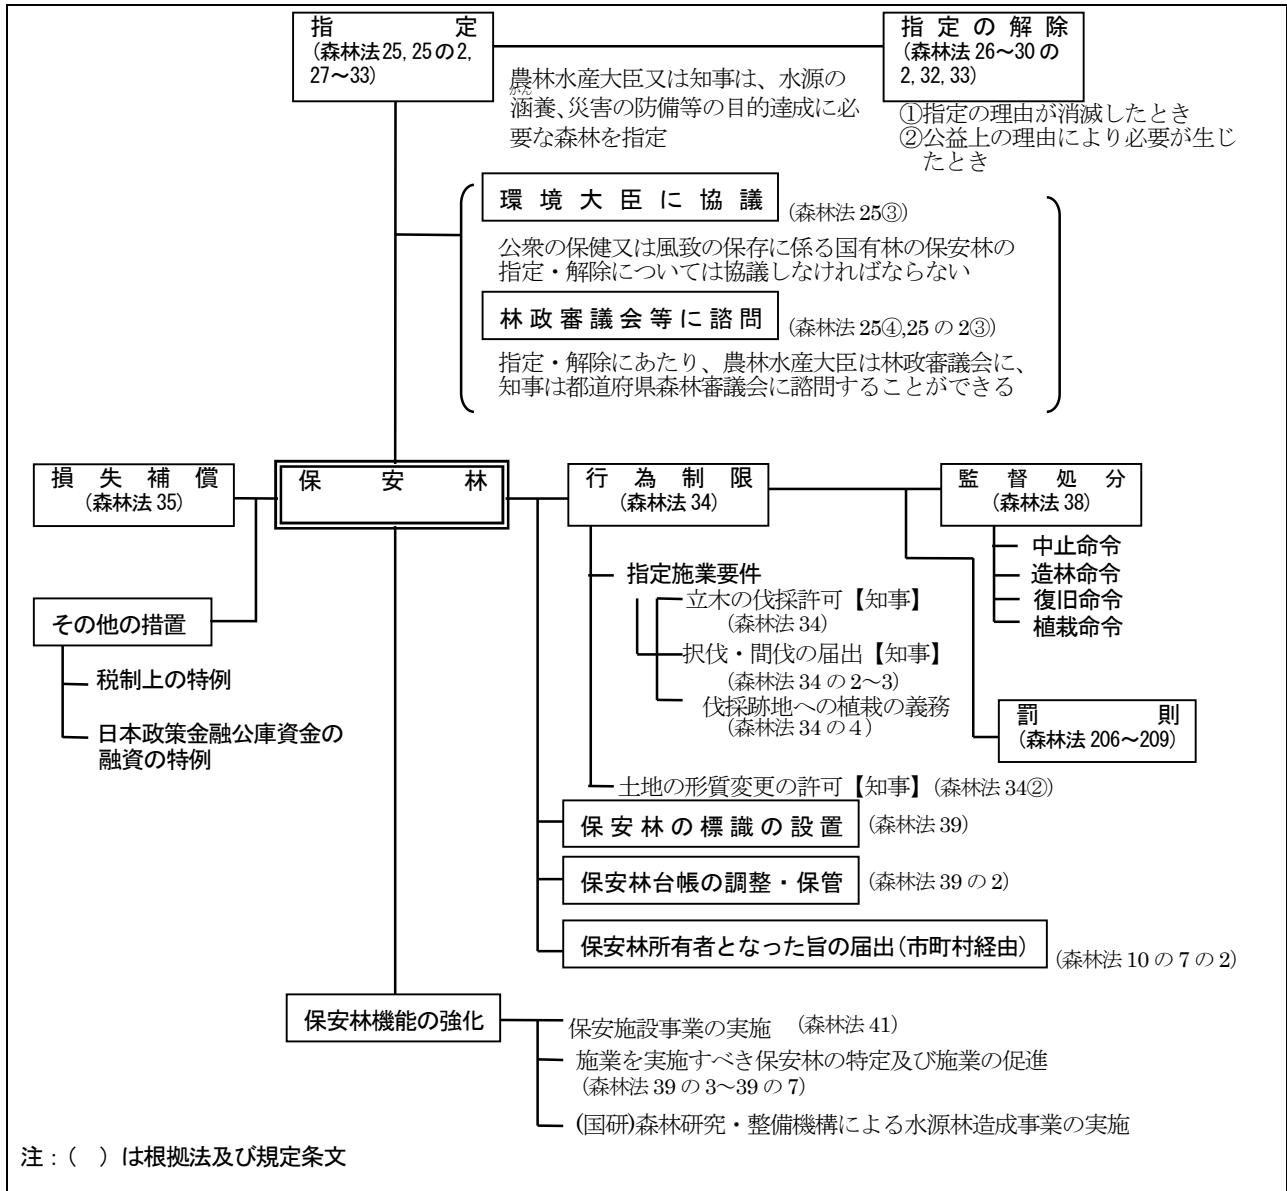 指定
(森林法25, 25の2,
27～33)
指定の解除
(森林法 26～30 の
2, 32, 33)
農林水産大臣又は知事は、水源の
かん
涵養、災害の防備等の目的達成に必
要な森林を指定
①指定の理由が消滅したとき
②公益上の理由により必要が生じ
たとき
環境大臣に協議
(森林法 25③)
公衆の保健又は風致の保存に係る国有林の保安林の
指定・解除については協議しなければならない
林政審議会等に諮問
(森林法 25④,25 の 2③)
指定・解除にあたり、農林水産大臣は林政審議会に、
知事は都道府県森林審議会に諮問することができる
損失補償
(森林法 35)
保安林
行為制限
(森林法 34)
監督処分
(森林法 38)
中止命令
造林命令
復旧命令
植栽命令
指定施業要件
立木の伐採許可【知事】
(森林法 34)
択伐・間伐の届出【知事】
(森林法 34 の 2～3)
伐採跡地への植栽の義務
(森林法 34 の 4)
その他の措置
税制上の特例
日本政策金融公庫資金の
融資の特例
罰則
(森林法 206～209)
土地の形質変更の許可【知事】(森林法 34②)
保安林の標識の設置
(森林法 39)
保安林台帳の調整・保管
(森林法 39 の 2)
保安林所有者となった旨の届出(市町村経由)
(森林法 10 の 7 の 2)
保安林機能の強化
保安施設事業の実施 (森林法 41)
施業を実施すべき保安林の特定及び施業の促進
(森林法 39 の 3～39 の 7)
(国研)森林研究・整備機構による水源林造成事業の実施
注：( )は根拠法及び規定条文